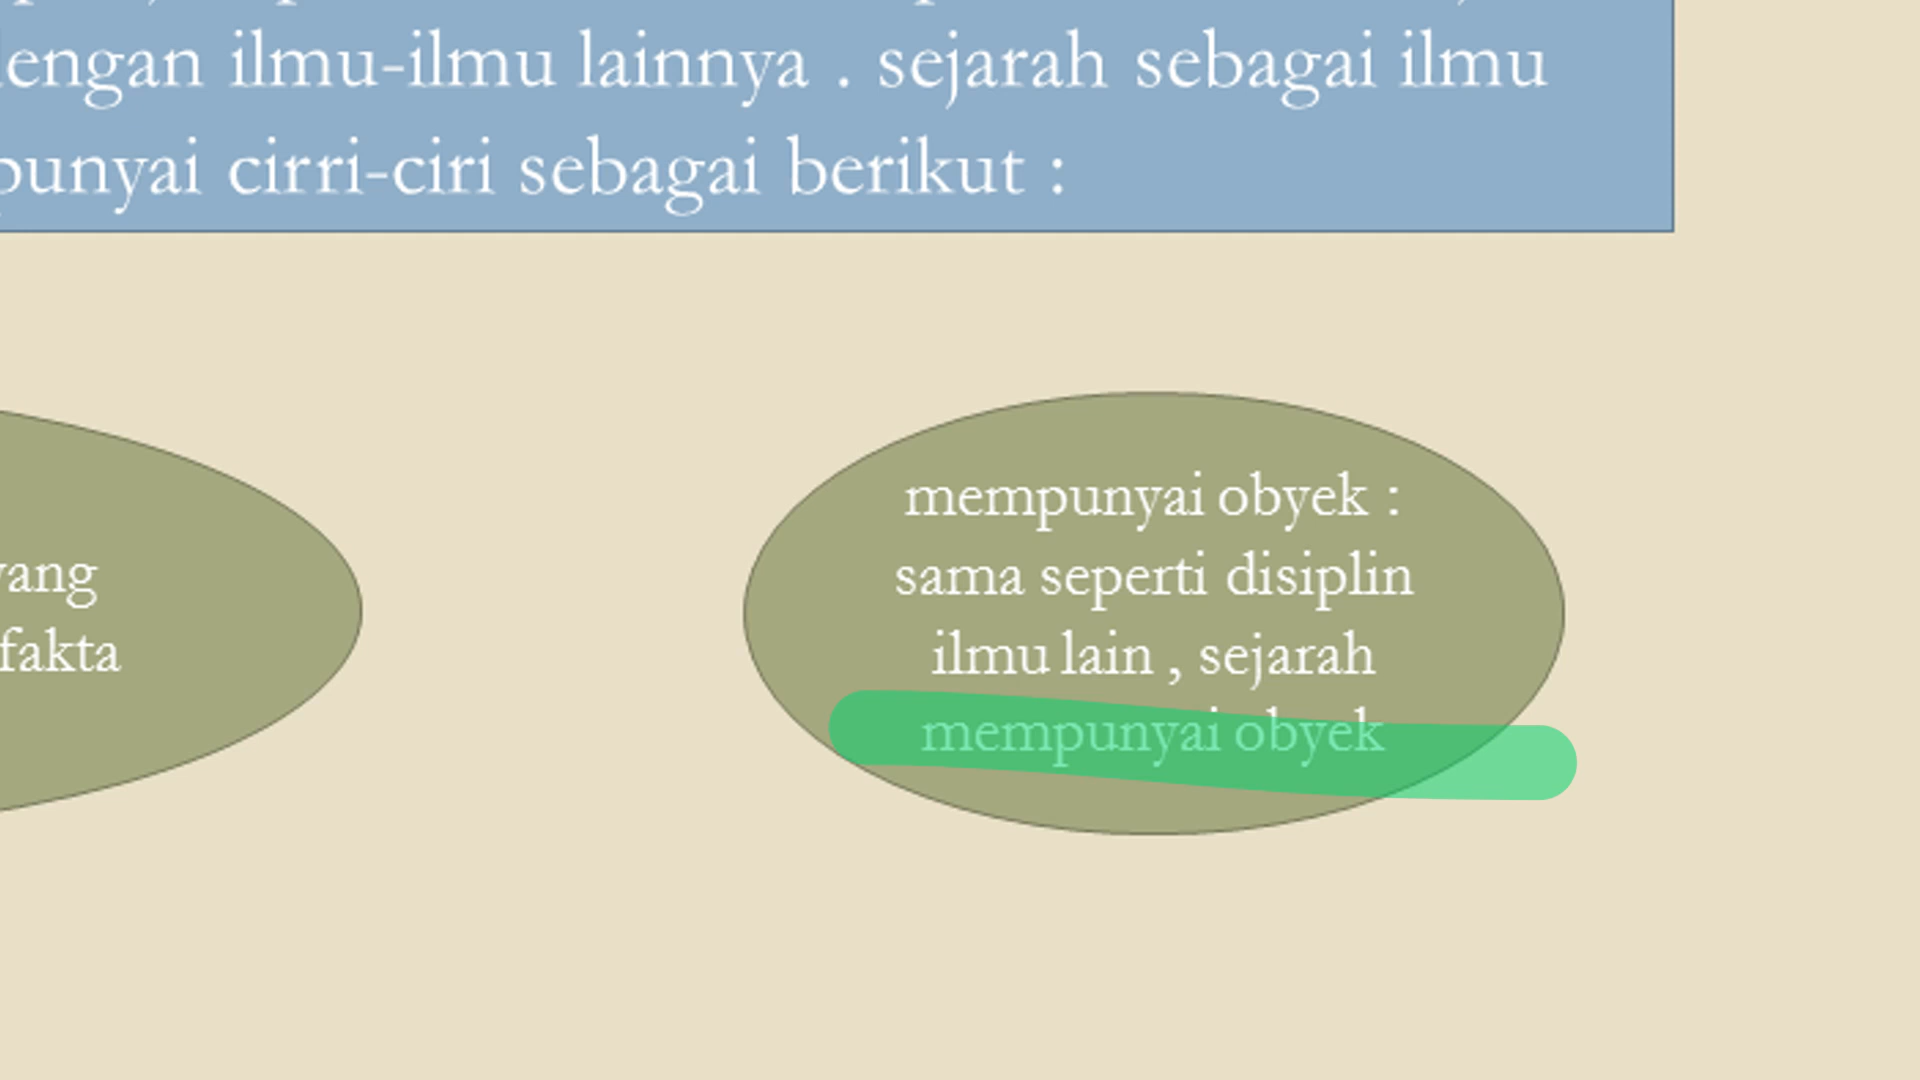 dengan ilmu-ilmu lainnya . sejarah sebagai ilmu
cirri-ciri sebagai berikut :
yang
fakta
mempunyai obyek :
sama seperti disiplin
ilmu lain , sejarah
mempunyai obyek